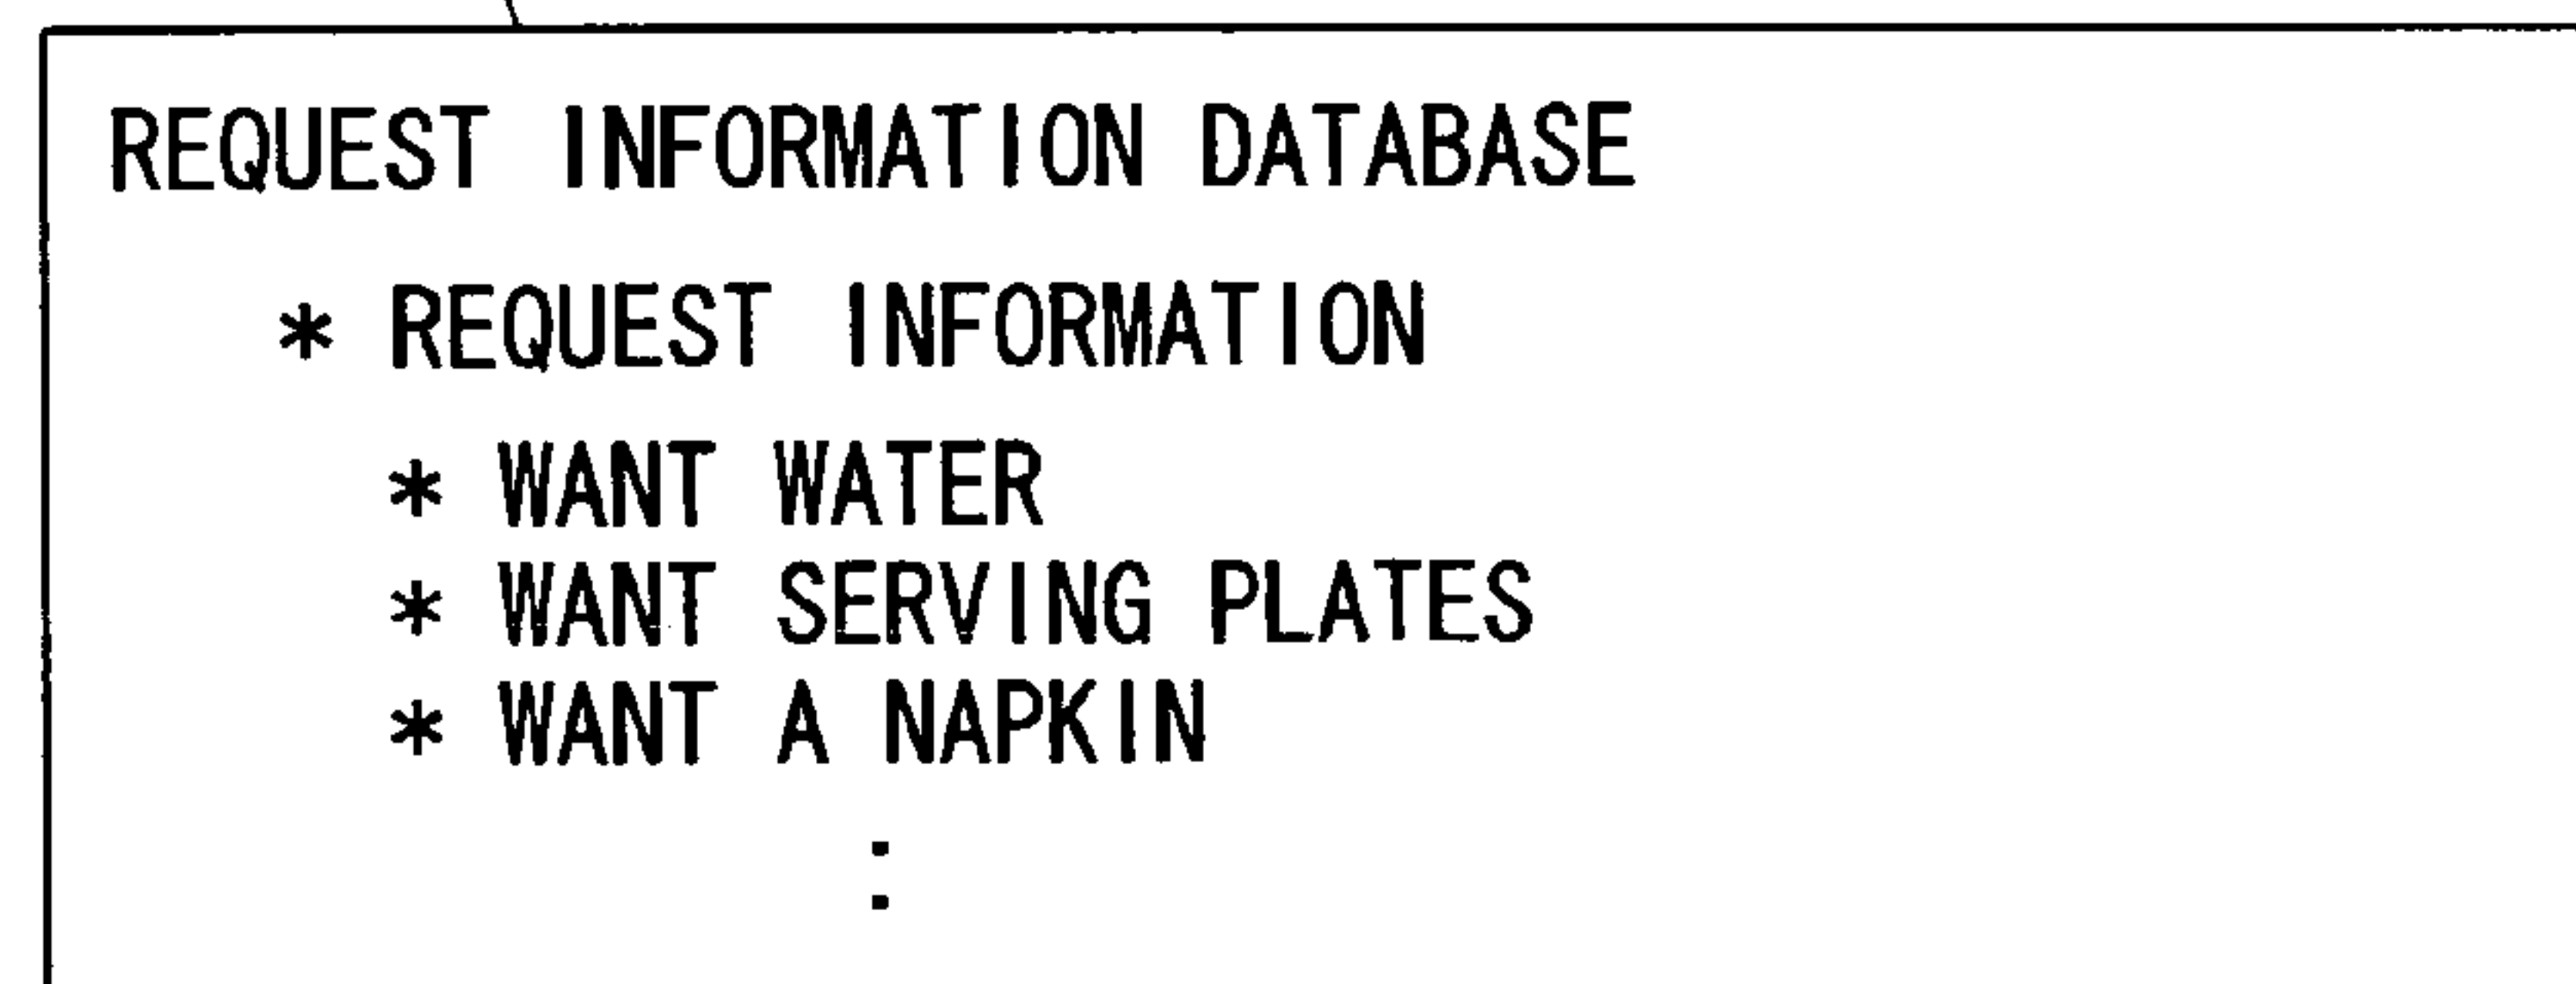 REQUEST INFORMATION DATABASE
* REQUEST INFORMATION
* WANT WATER
* WANT SERVING PLATES
* WANT A NAPKIN
: